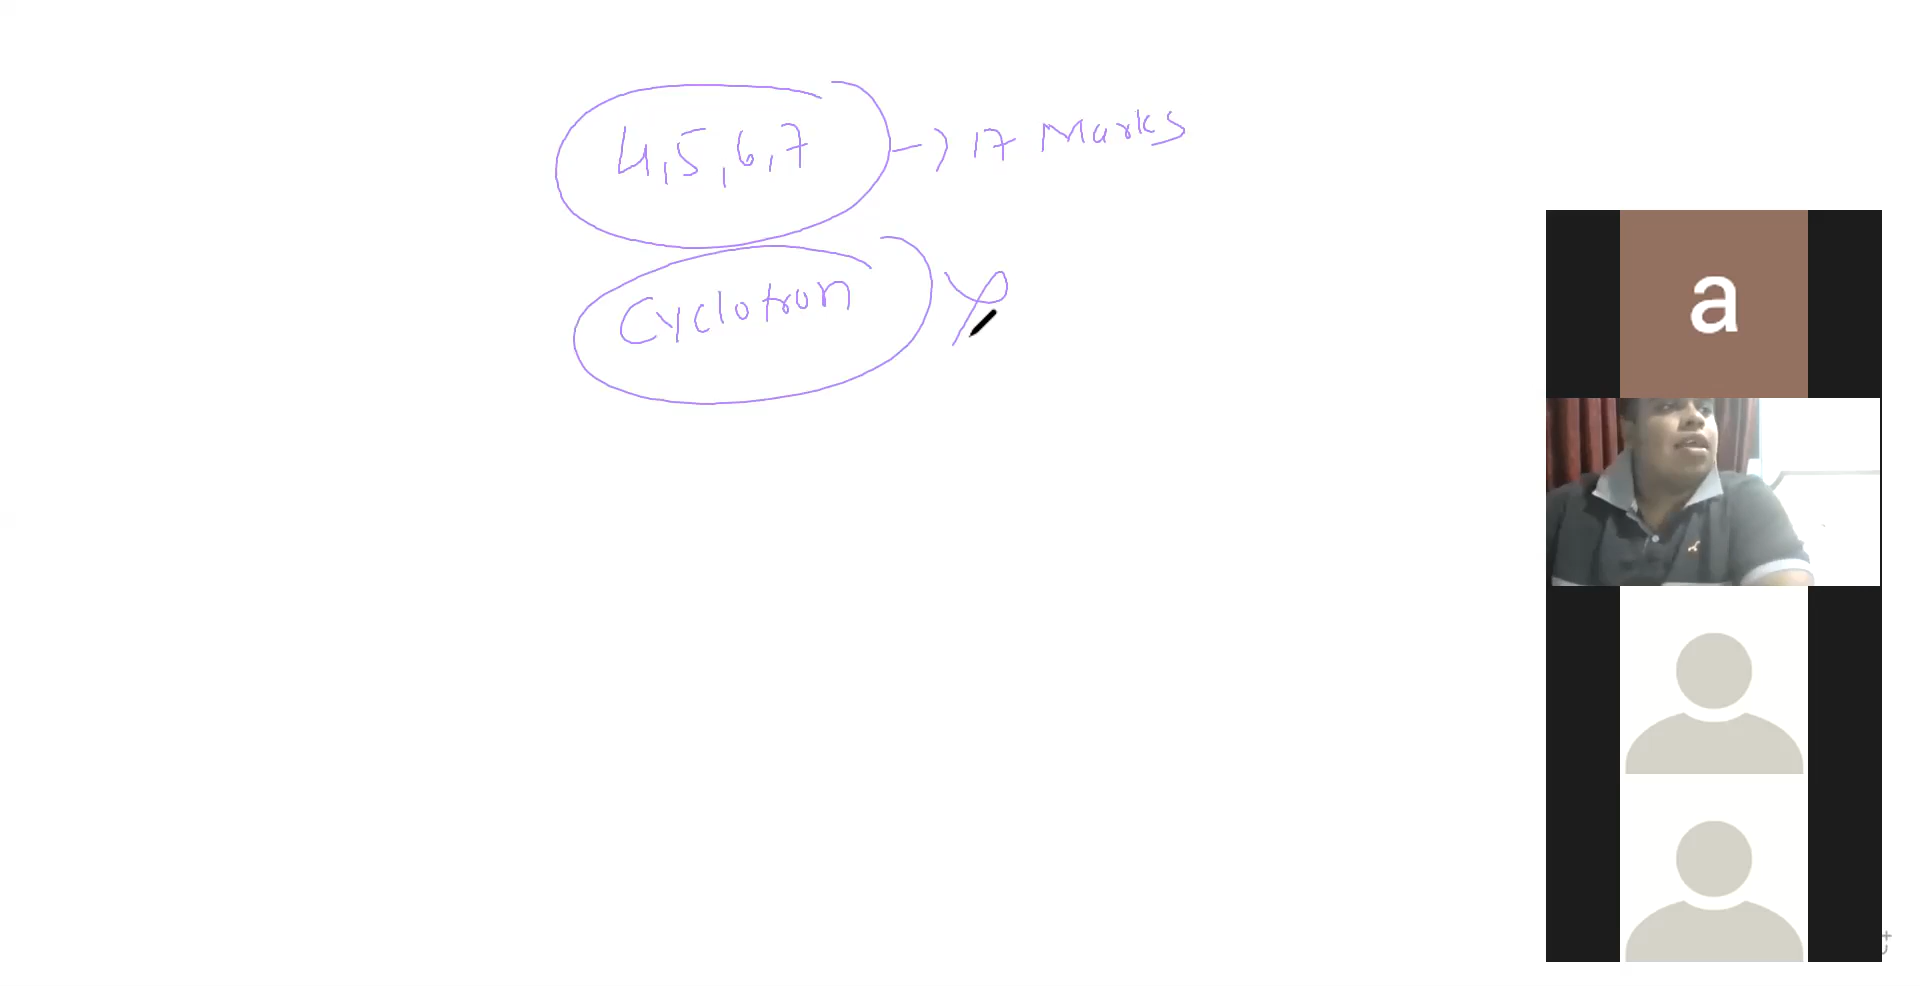 4,5,6,7 → 17 Marks
Cyclotron
a